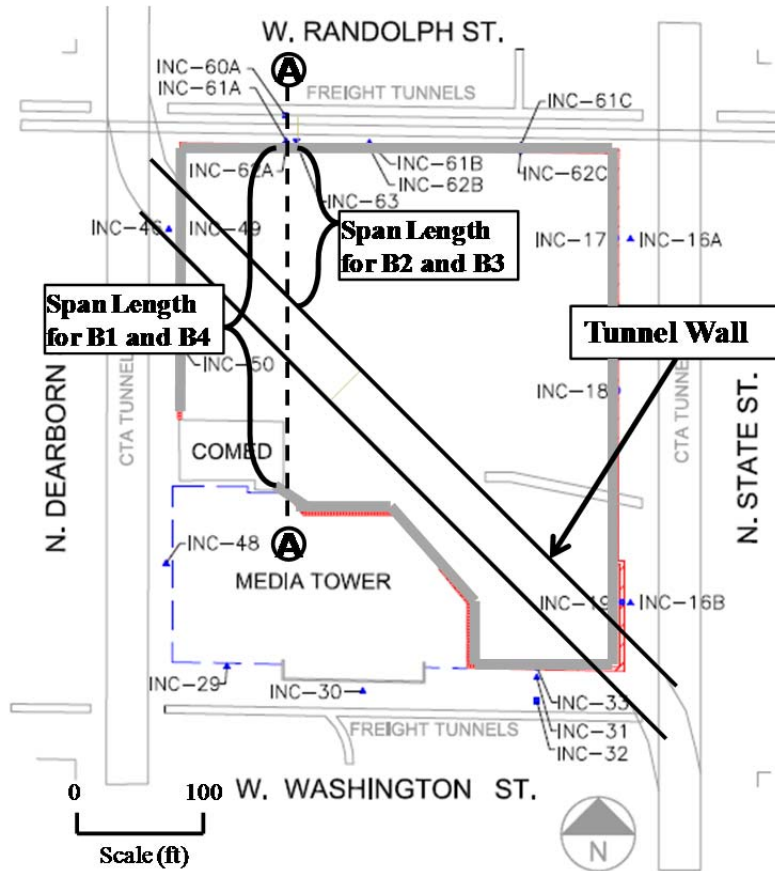 W. RANDOLPH ST.
INC-60A
INC-61A
A
FREIGHT TUNNELS
INC-61C
INC-62A
INC-61B
INC-62B
INC-62C
INC-63
INC-46
INC-49
Span Length
for B2 and B3
INC-17
INC-16A
Span Length
for B1 and B4
Tunnel Wall
INC-50
INC-18
N. DEARBORN
CTA TUNNEL
CTA TUNNEL
N. STATE ST.
COMED
A
INC-48
MEDIA TOWER
INC-19
INC-16B
INC-29
INC-30
INC-33
INC-31
INC-32
FREIGHT TUNNELS
W. WASHINGTON ST.
0 100
Scale (ft)
N